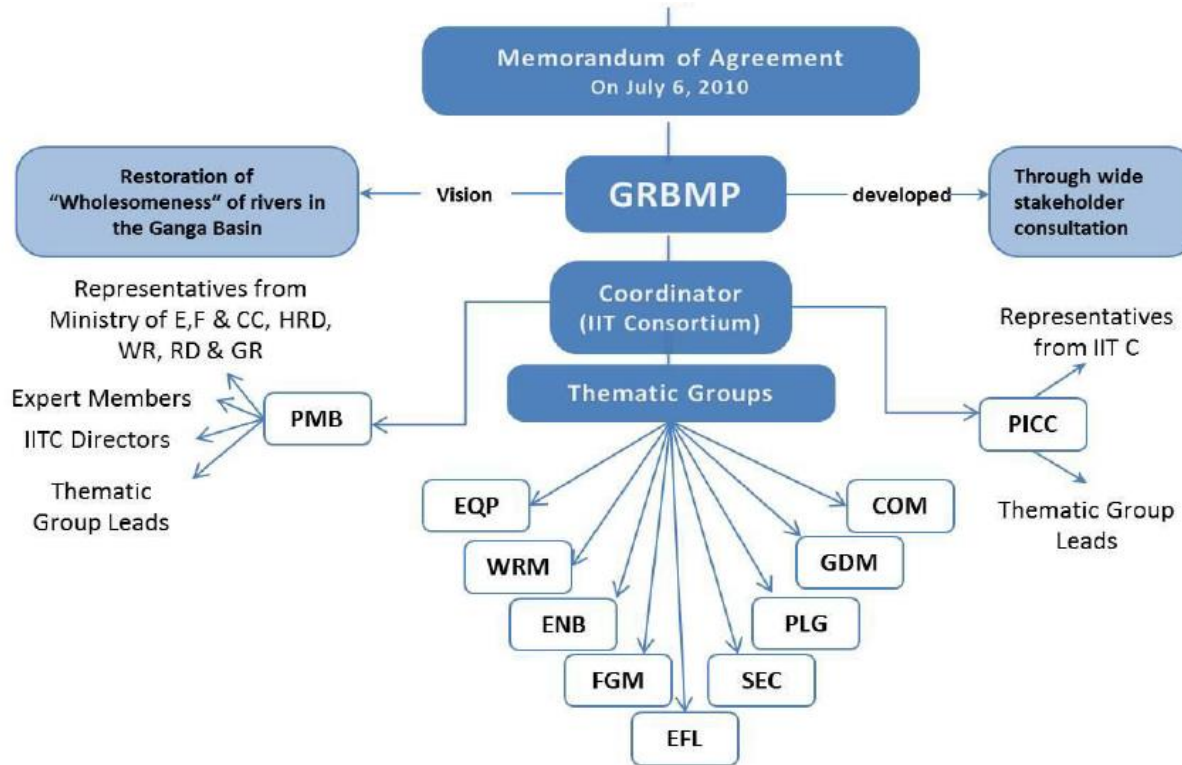 Memorandum of Agreement
On July 6, 2010
Restoration of
“Wholesomeness“ of rivers in
the Ganga Basin
Vision
GRBMP
developed
Through wide
stakeholder
consultation
Coordinator
(IIT Consortium)
Representatives from
Ministry of E,F & CC, HRD,
WR, RD & GR
Expert Members
IITC Directors
Thematic
Group Leads
PMB
Thematic Groups
Representatives
from IIT C
PICC
Thematic Group
Leads
EQP
WRM
ENB
FGM
EFL
SEC
PLG
GDM
COM